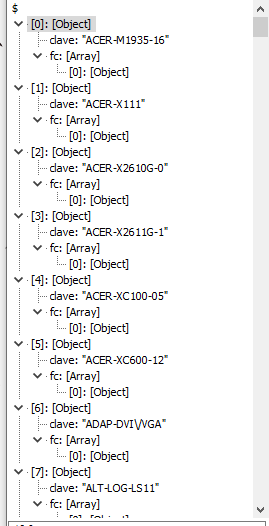 $
[0]: [Object]
clave: "ACER-M1935-16"
fc: [Array]
[0]: [Object]
[1]: [Object]
clave: "ACER-X111"
fc: [Array]
[0]: [Object]
[2]: [Object]
clave: "ACER-X2610G-0"
fc: [Array]
[0]: [Object]
[3]: [Object]
clave: "ACER-X2611G-1"
fc: [Array]
[0]: [Object]
[4]: [Object]
clave: "ACER-XC100-05"
fc: [Array]
[0]: [Object]
[5]: [Object]
clave: "ACER-XC600-12"
fc: [Array]
[0]: [Object]
[6]: [Object]
clave: "ADAP-DVI\/VGA"
fc: [Array]
[0]: [Object]
[7]: [Object]
clave: "ALT-LOG-LS11"
fc: [Array]
[0]: [Object]